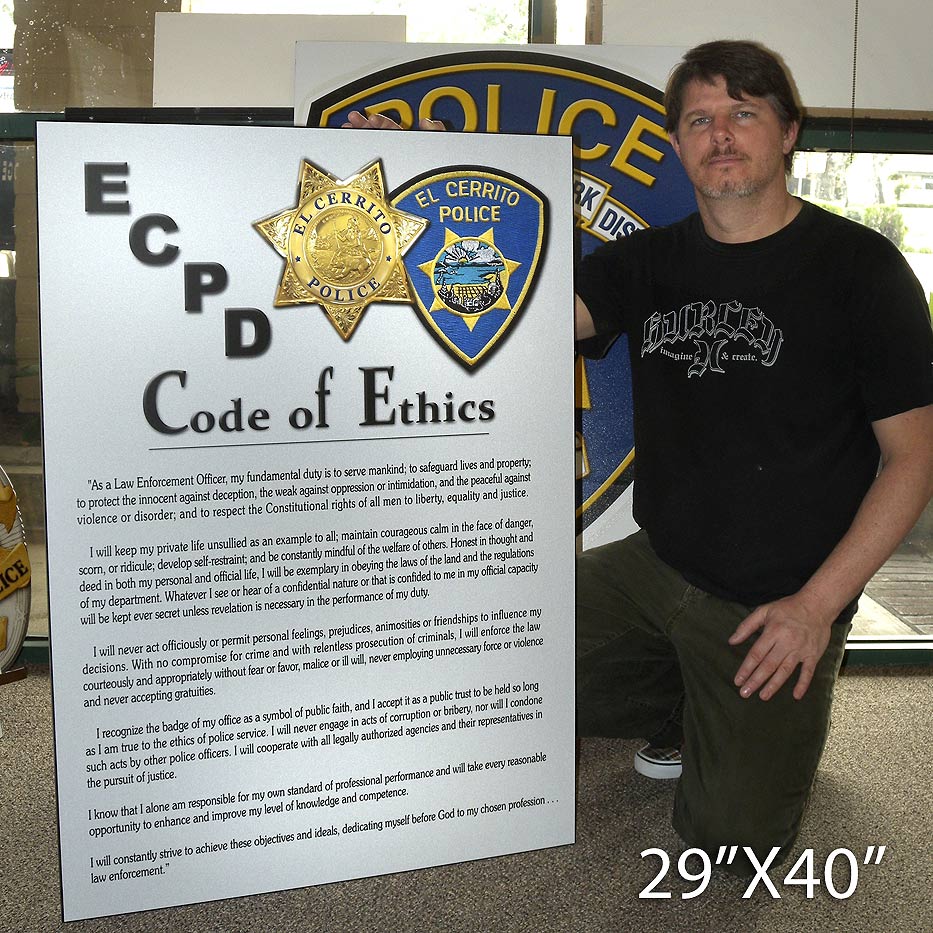 POLICE
RK DIS
E
C
P
D
EL CERRITO
POLICE
EL CERRITO
POLICE
Code of Ethics
"As a Law Enforcement Officer, my fundamental duty is to serve mankind; to safeguard lives and property;
to protect the innocent against deception, the weak against oppression or intimidation, and the peaceful against
violence or disorder; and to respect the Constitutional rights of all men to liberty, equality and justice.
I will keep my private life unsullied as an example to all; maintain courageous calm in the face of danger,
scorn, or ridicule; develop self-restraint; and be constantly mindful of the welfare of others. Honest in thought and
deed in both my personal and official life, I will be exemplary in obeying the laws of the land and the regulations
of my department. Whatever I see or hear of a confidential nature or that is confided to me in my official capacity
will be kept ever secret unless revelation is necessary in the performance of my duty.
I will never act officiously or permit personal feelings, prejudices, animosities or friendships to influence my
decisions. With no compromise for crime and with relentless prosecution of criminals, I will enforce the law
courteously and appropriately without fear or favor, malice or ill will, never employing unnecessary force or violence
and never accepting gratuities.
I recognize the badge of my office as a symbol of public faith, and I accept it as a public trust to be held so long
as I am true to the ethics of police service. I will never engage in acts of corruption or bribery, nor will I condone
such acts by other police officers. I will cooperate with all legally authorized agencies and their representatives in
the pursuit of justice.
I know that I alone am responsible for my own standard of professional performance and will take every reasonable
opportunity to enhance and improve my level of knowledge and competence.
I will constantly strive to achieve these objectives and ideals, dedicating myself before God to my chosen profession . . .
law enforcement."
HURLEY
imagine H & create.
LICE
29"X40"